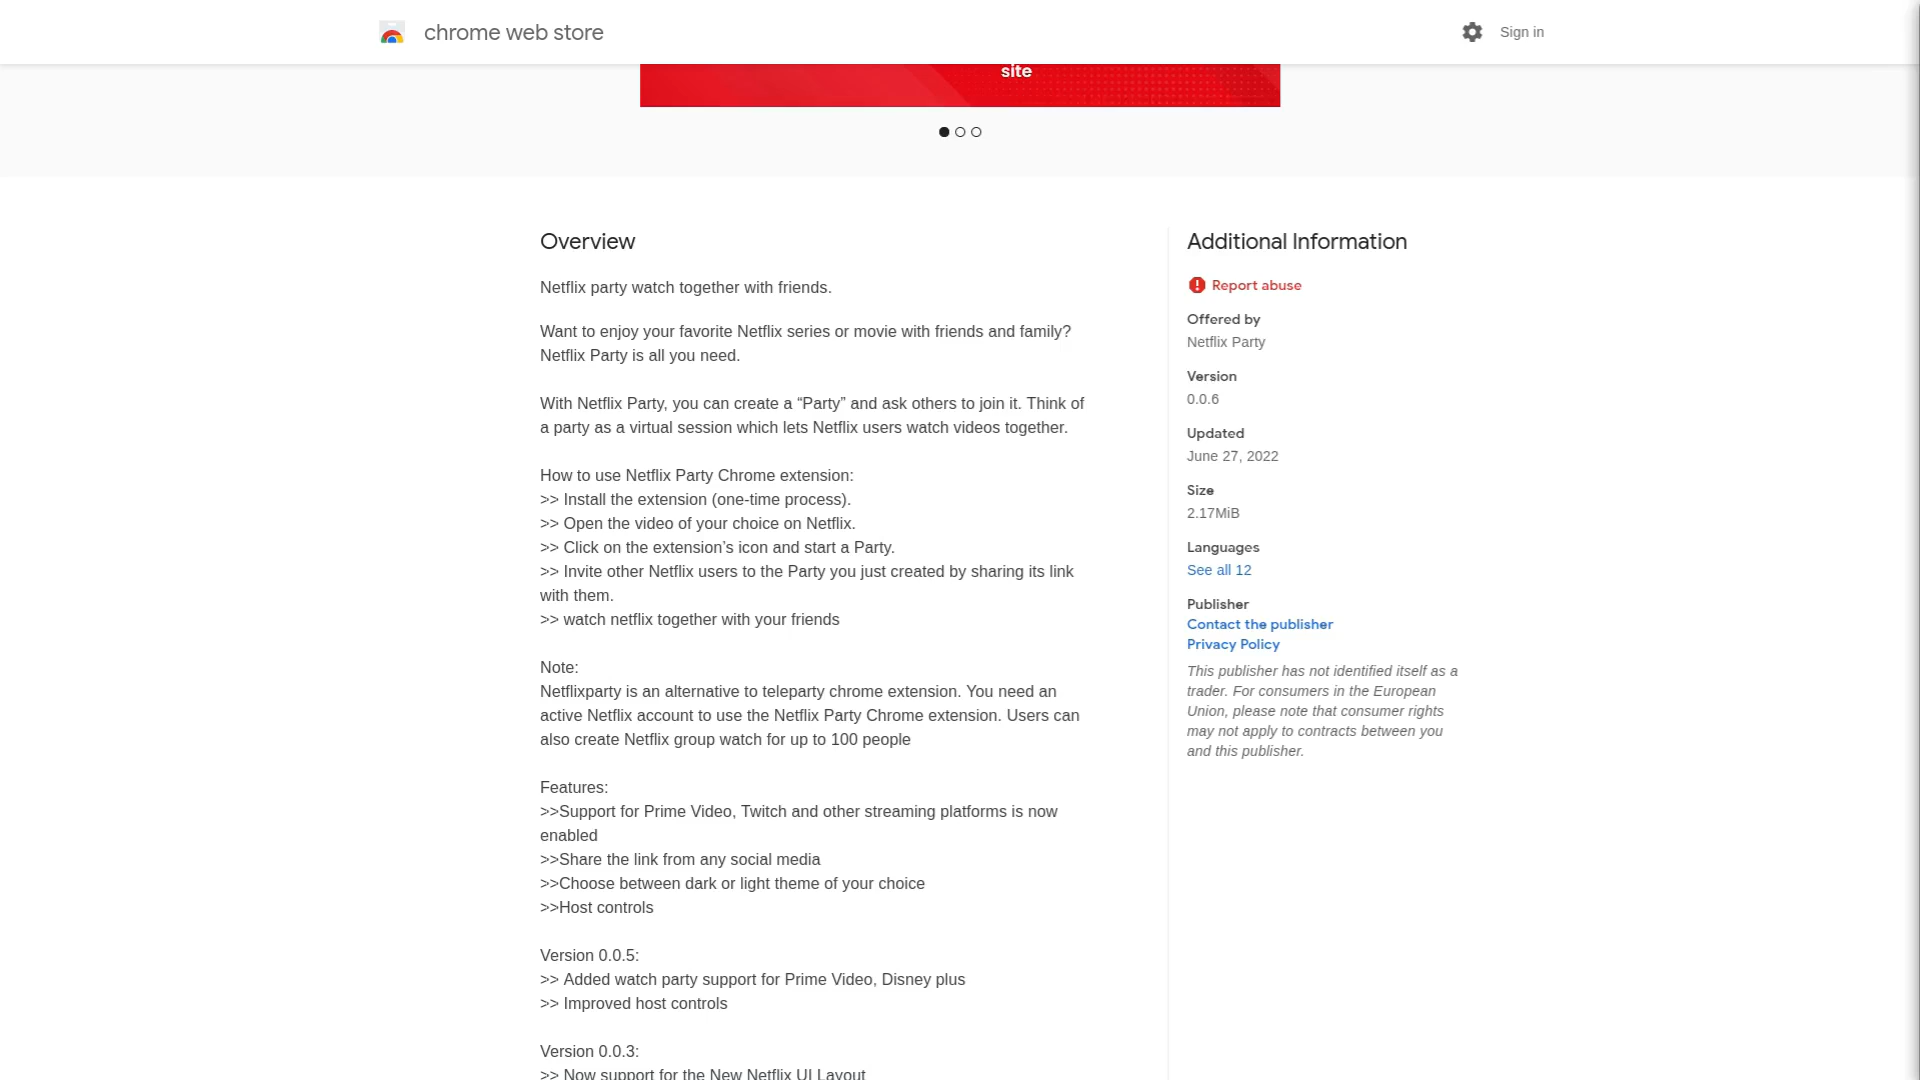 chrome web store
Sign in
site
Overview
Netflix party watch together with friends.
Want to enjoy your favorite Netflix series or movie with friends and family?
Netflix Party is all you need.
With Netflix Party, you can create a “Party” and ask others to join it. Think of
a party as a virtual session which lets Netflix users watch videos together.
How to use Netflix Party Chrome extension:
>> Install the extension (one-time process).
>> Open the video of your choice on Netflix.
>> Click on the extension’s icon and start a Party.
>> Invite other Netflix users to the Party you just created by sharing its link
with them.
>> watch netflix together with your friends
Note:
Netflixparty is an alternative to teleparty chrome extension. You need an
active Netflix account to use the Netflix Party Chrome extension. Users can
also create Netflix group watch for up to 100 people
Features:
>>Support for Prime Video, Twitch and other streaming platforms is now
enabled
>>Share the link from any social media
>>Choose between dark or light theme of your choice
>>Host controls
Version 0.0.5:
>> Added watch party support for Prime Video, Disney plus
>> Improved host controls
Version 0.0.3:
>> Now support for the New Netflix UI Layout
Additional Information
Report abuse
Offered by
Netflix Party
Version
0.0.6
Updated
June 27, 2022
Size
2.17MiB
Languages
See all 12
Publisher
Contact the publisher
Privacy Policy
This publisher has not identified itself as a
trader. For consumers in the European
Union, please note that consumer rights
may not apply to contracts between you
and this publisher.